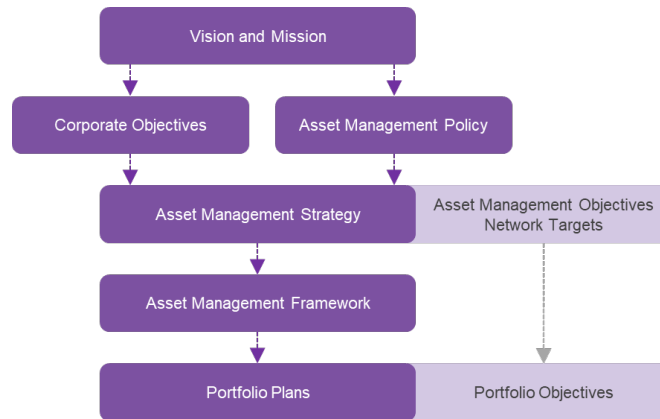 Vision and Mission
Corporate Objectives
Asset Management Policy
Asset Management Strategy
Asset Management Objectives
Network Targets
Asset Management Framework
Portfolio Plans
Portfolio Objectives